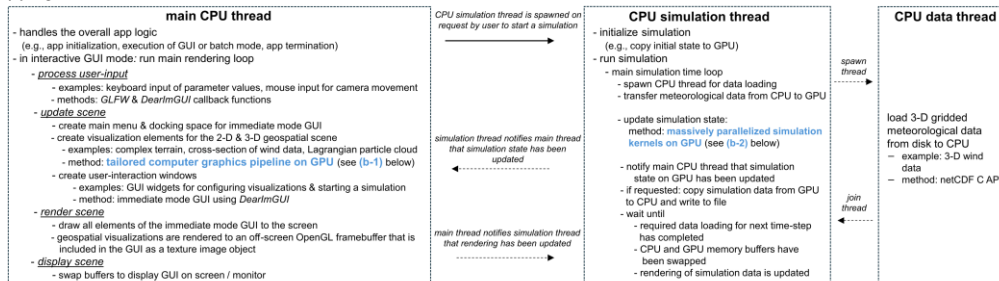 main CPU thread
- handles the overall app logic
(e.g., app initialization, execution of GUI or batch mode, app termination)
- in interactive GUI mode: run main rendering loop
- process user-input
- examples: keyboard input of parameter values, mouse input for camera movement
- methods: GLFW & DearImGUI callback functions
- update scene
- create main menu & docking space for immediate mode GUI
- create visualization elements for the 2-D & 3-D geospatial scene
- examples: complex terrain, cross-section of wind data, Lagrangian particle cloud
- method: tailored computer graphics pipeline on GPU (see (b-1) below)
- create user-interaction windows
- examples: GUI widgets for configuring visualizations & starting a simulation
- method: immediate mode GUI using DearImGUI
- render scene
- draw all elements of the immediate mode GUI to the screen
- geospatial visualizations are rendered to an off-screen OpenGL framebuffer that is
included in the GUI as a texture image object
- display scene
- swap buffers to display GUI on screen / monitor
CPU simulation thread is spawned on
request by user to start a simulation
simulation thread notifies main thread
that simulation state has been
updated
main thread notifies simulation thread
that rendering has been updated
CPU simulation thread
- initialize simulation
(e.g., copy initial state to GPU)
- run simulation
- main simulation time loop
- spawn CPU thread for data loading
- transfer meteorological data from CPU to GPU
- update simulation state:
method: massively parallelized simulation
kernels on GPU (see (b-2) below)
- notify main CPU thread that simulation
state on GPU has been updated
- if requested: copy simulation data from GPU
to CPU and write to file
- wait until
- required data loading for next time-step
has completed
- CPU and GPU memory buffers have
been swapped
- rendering of simulation data is updated
spawn
thread
join
thread
CPU data thread
load 3-D gridded
meteorological data
from disk to CPU
– example: 3-D wind
data
– method: netCDF C AP